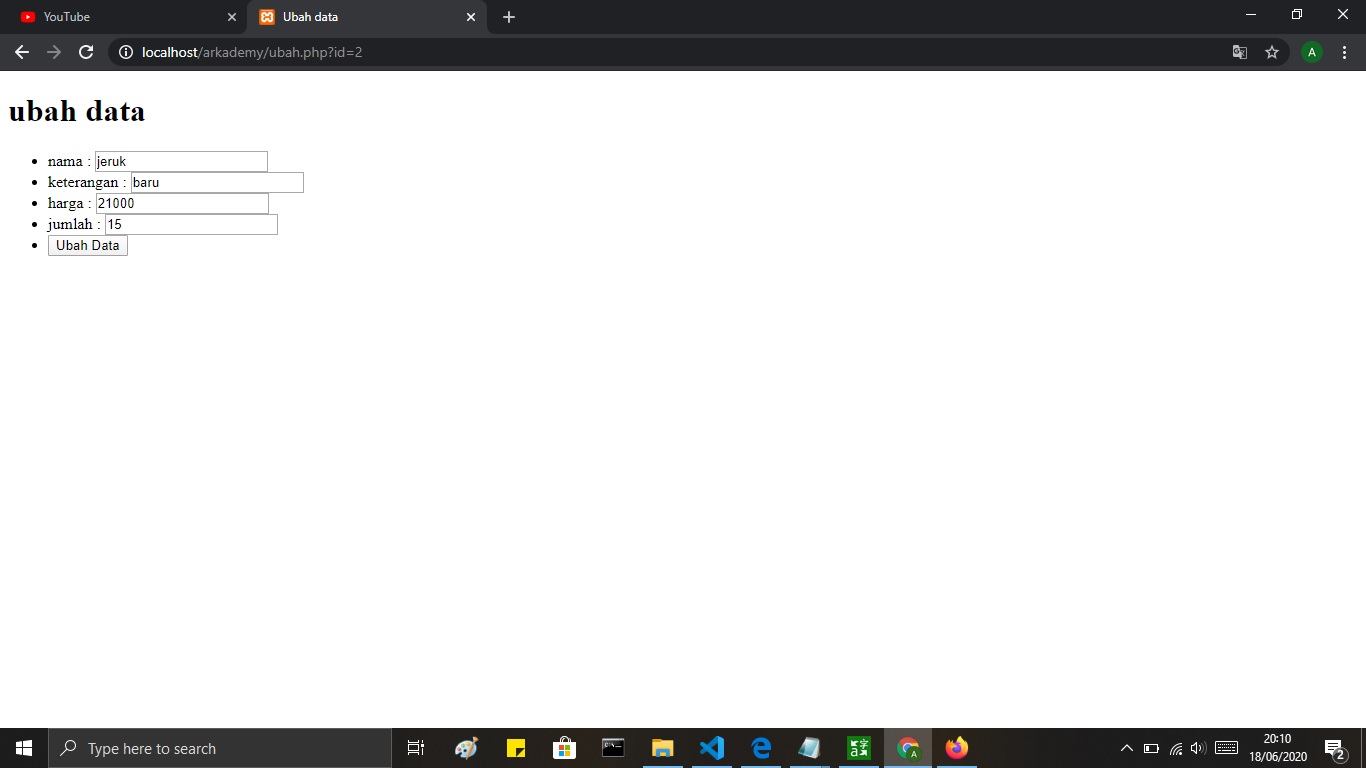 YouTube
Ubah data
localhost/arkademy/ubah.php?id=2
A
ubah data
nama : jeruk
keterangan : baru
harga : 21000
jumlah : 15
Ubah Data
Type here to search
20:10
18/06/2020
2